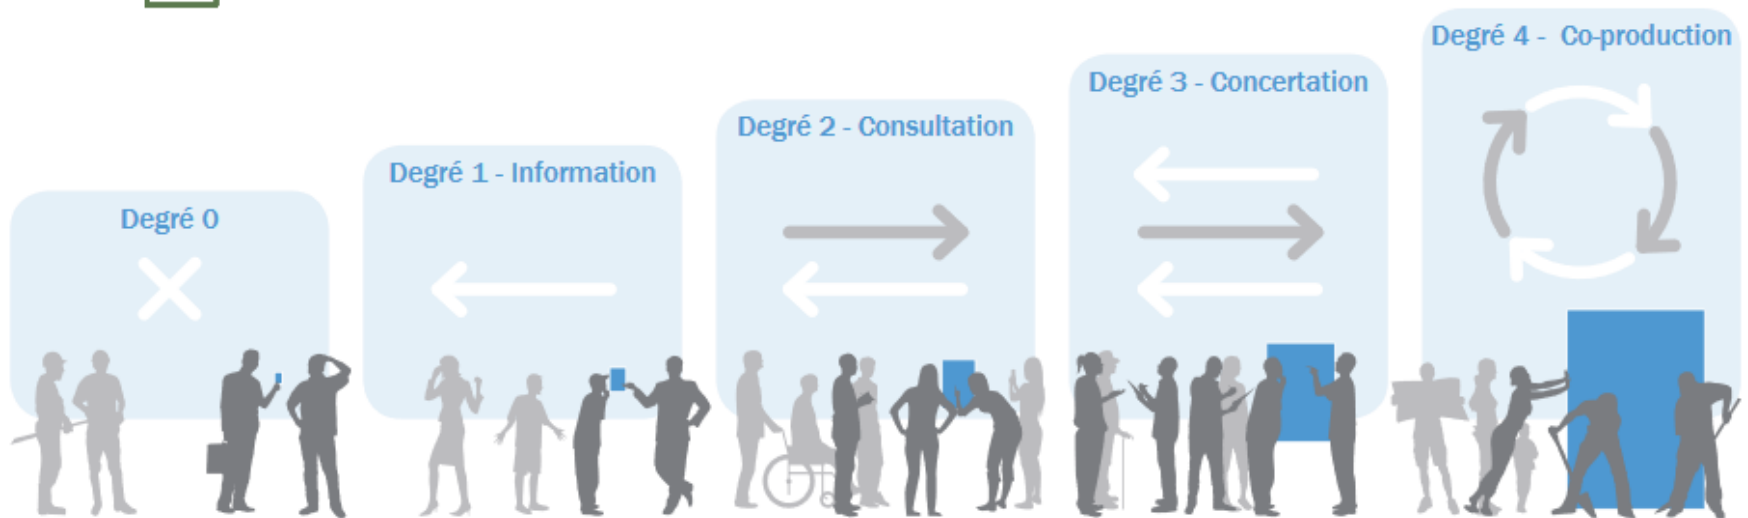 Degré 0
Degré 1 - Information
Degré 2 - Consultation
Degré 3 - Concertation
Degré 4 - Co-production